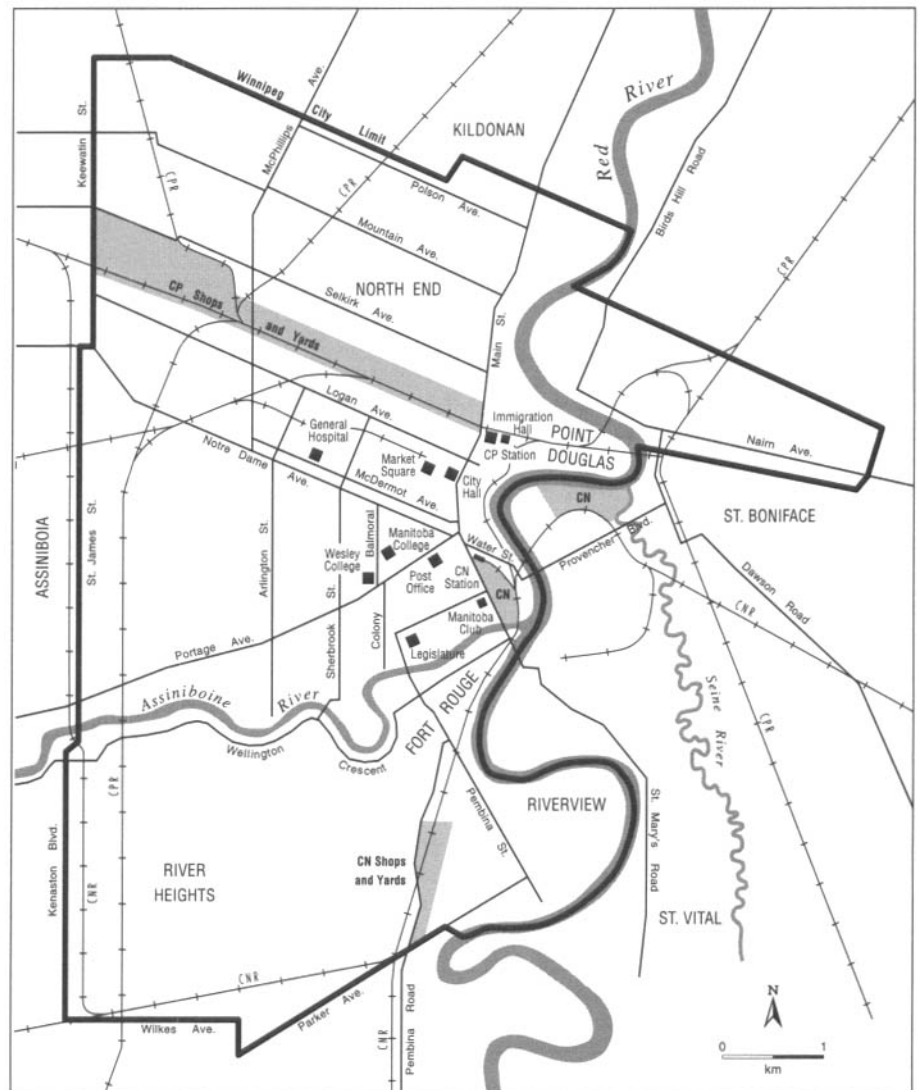 Winnipeg City Limit
Keewatin St.
McPhillips Ave.
KILDONAN
Red River
Birds Hill Road
CPR
CPR
CPR
Polson Ave.
Mountain Ave.
NORTH END
Selkirk Ave.
CP Shops and Yards
Main St.
Logan Ave.
Immigration
Hall
CP Station
POINT
DOUGLAS
Nairn Ave.
General
Hospital
Market
Square
City
Hall
Notre Dame Ave.
McDermot Ave.
CN
ST. BONIFACE
ASSINIBOIA
St. James St.
Arlington St.
Sherbrook St.
Balmoral
Colony
Manitoba
College
Wesley
College
Post
Office
Water St.
CN
Station
CN
Provencher Blvd.
Manitoba
Club
Legislature
Dawson Road
CNR
Portage Ave.
Assiniboine River
Wellington Crescent
FORT ROUGE
Seine River
CPR
CPR
Pembina St.
RIVERVIEW
St. Mary's Road
Kenaston Blvd.
CNR
RIVER
HEIGHTS
CN Shops
and Yards
ST. VITAL
CNR
Wilkes Ave.
Parker Ave.
CNR
Pembina Road
N
0 1
km